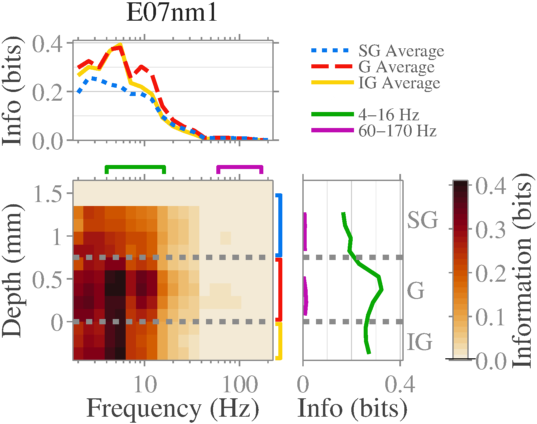 E07nm1
Info (bits)
0.4
0.2
0.0
SG Average
G Average
IG Average
4–16 Hz
60–170 Hz
Depth (mm)
1.5
1.0
0.5
0
10
100
Frequency (Hz)
SG
G
IG
0
0.4
Info (bits)
0.4
0.3
0.2
0.1
0.0
Information (bits)